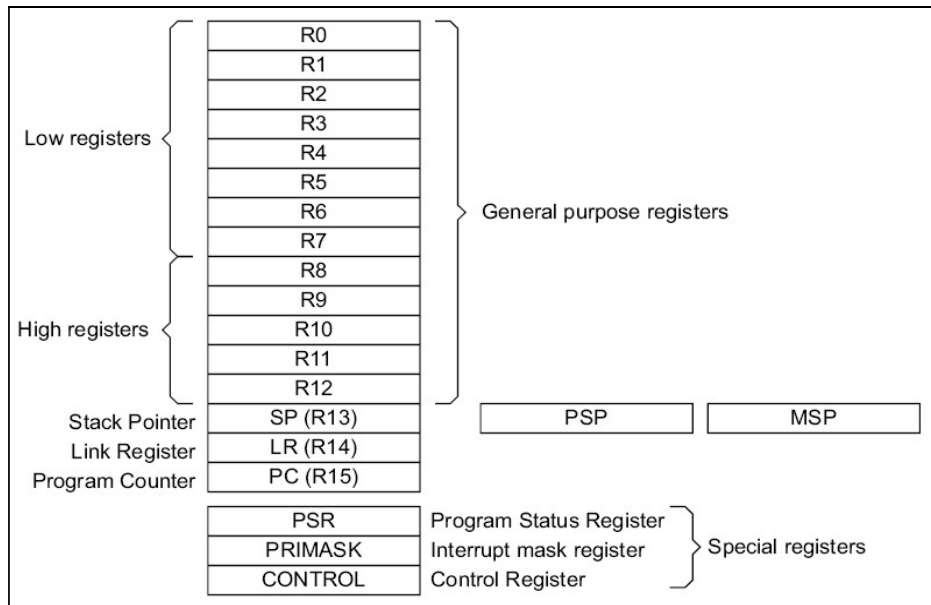 R0
R1
R2
Low registers
R3
R4
R5
R6
General purpose registers
R7
R8
R9
High registers
R10
R11
R12
Stack Pointer SP (R13) PSP MSP
Link Register LR (R14)
Program Counter PC (R15)
PSR Program Status Register
PRIMASK Interrupt mask register Special registers
CONTROL Control Register